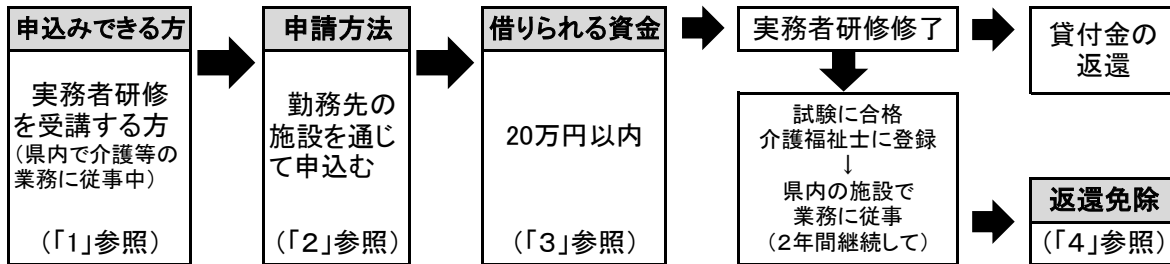 申込みできる方
実務者研修
を受講する方
(県内で介護等の
業務に従事中)
(「1」参照)
申請方法
勤務先の
施設を通じ
て申込む
(「2」参照)
借りられる資金
20万円以内
(「3」参照)
実務者研修修了
貸付金の
返還
試験に合格
介護福祉士に登録
↓
県内の施設で
業務に従事
(2年間継続して)
返還免除
(「4」参照)